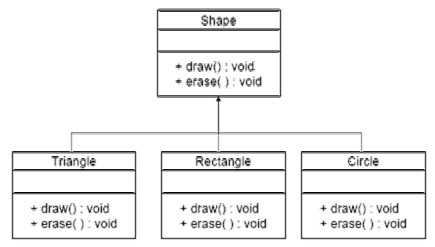 Shape
+ draw() : void
+ erase( ) : void
Triangle
+ draw() : void
+ erase( ) : void
Rectangle
+ draw() : void
+ erase( ) : void
Circle
+ draw() : void
+ erase( ) : void